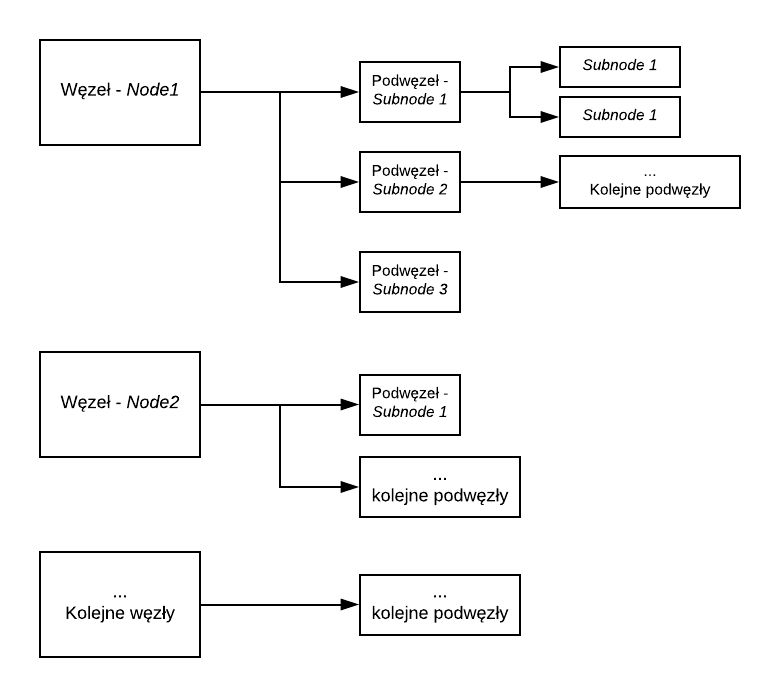 Węzeł - Node1
Podwęzeł -
Subnode 1
Subnode 1
Subnode 1
Podwęzeł -
Subnode 2
...
Kolejne podwęzły
Podwęzeł -
Subnode 3
Węzeł - Node2
Podwęzeł -
Subnode 1
...
kolejne podwęzły
...
Kolejne węzły
...
kolejne podwęzły